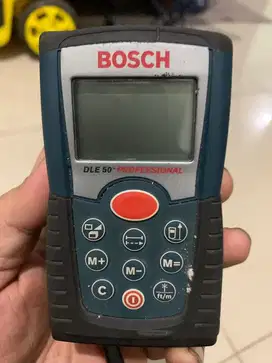 BOSCH
DLE 50 PROFESSIONAL
M+
M-
M=
C
ft/m